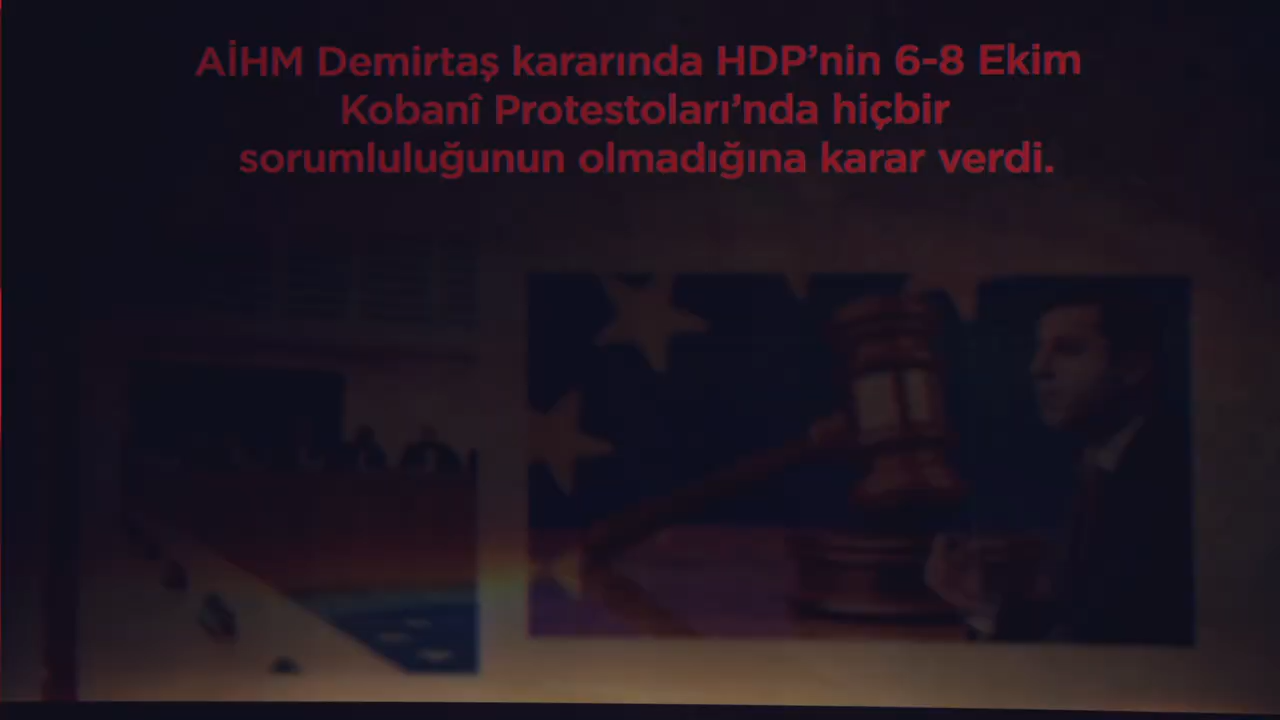 AİHM Demirtaş kararında HDP’nin 6-8 Ekim
Kobanî Protestoları’nda hiçbir
sorumluluğunun olmadığına karar verdi.